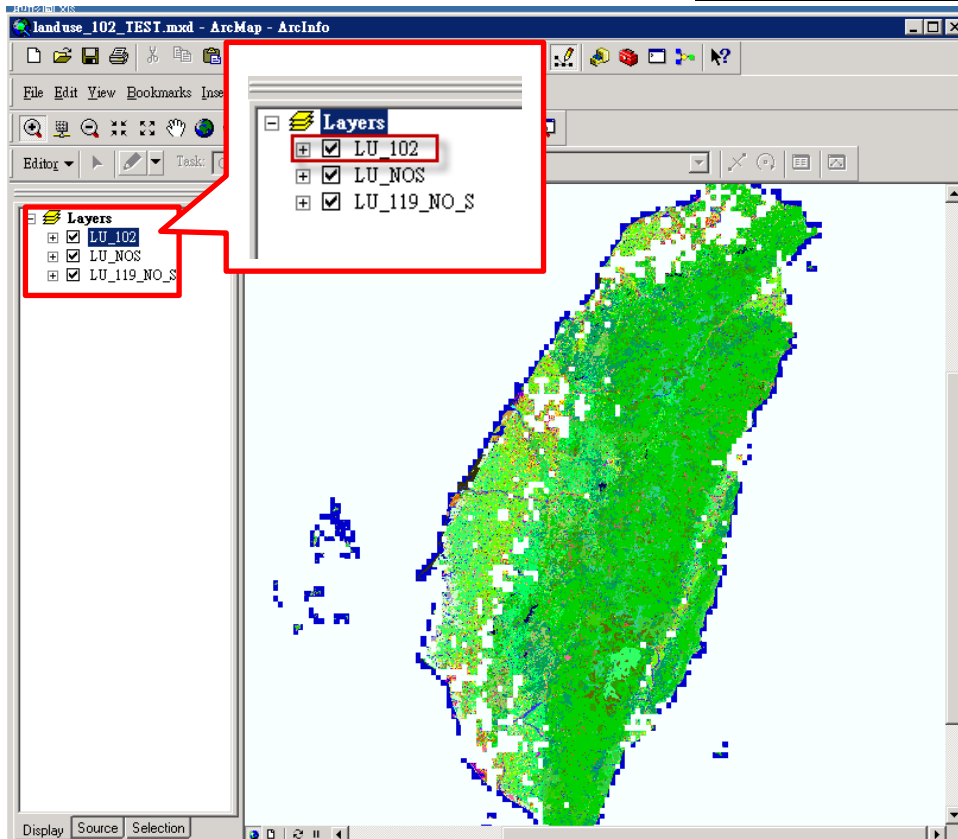 landuse_102_TEST.mxd - ArcMap - ArcInfo
File Edit View Bookmarks Inse
Editor Task:
Layers
LU_102
LU_NOS
LU_119_NO_S
Layers
LU_102
LU_NOS
LU_119_NO_S
Display Source Selection